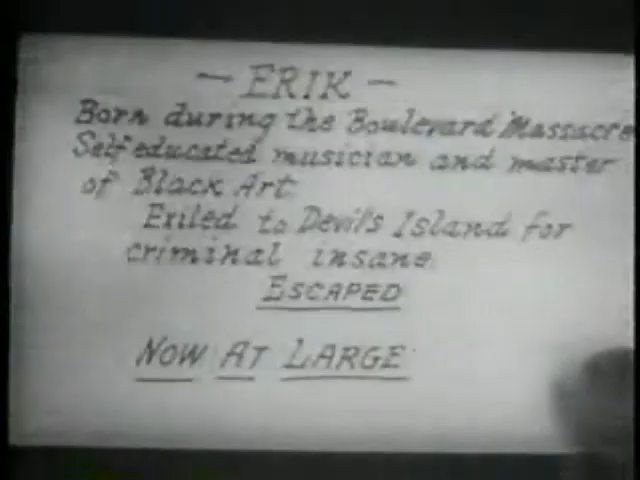 — ERIK —
Born during the Boulevard Massacre
Self educated musician and master
of Black Art.
Exiled to Devil's Island for
criminal insane.
ESCAPED
NOW AT LARGE